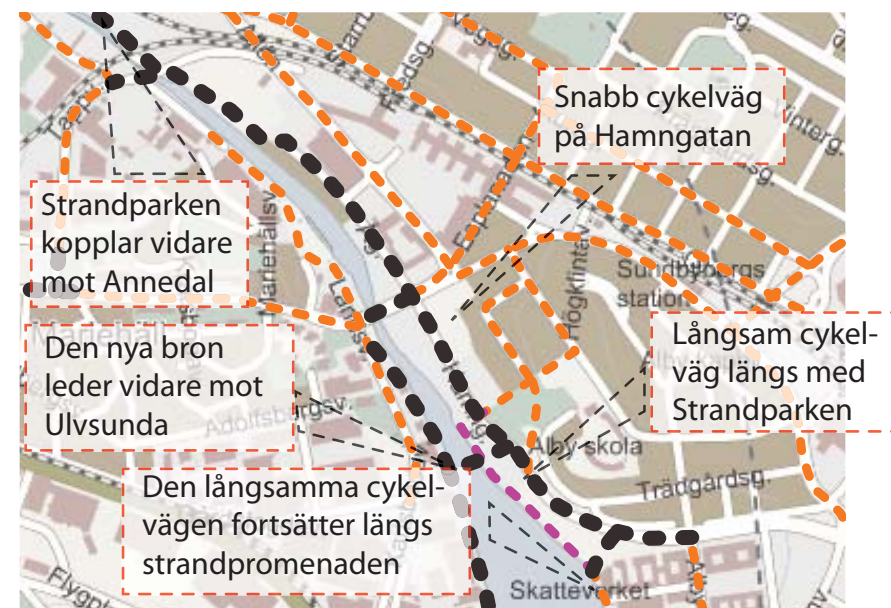 Snabb cykelväg
på Hamngatan
Strandparken
kopplar vidare
mot Annedal
Sundbybergs
station
Högklintav.
Mariehällsv.
Långsam cykel-
väg längs med
Strandparken
Den nya bron
leder vidare mot
Ulvsunda
Adolfsbergsv.
Alby skola
Trädgårdsg.
Den långsamma cykel-
vägen fortsätter längs
strandpromenaden
Skatteverket